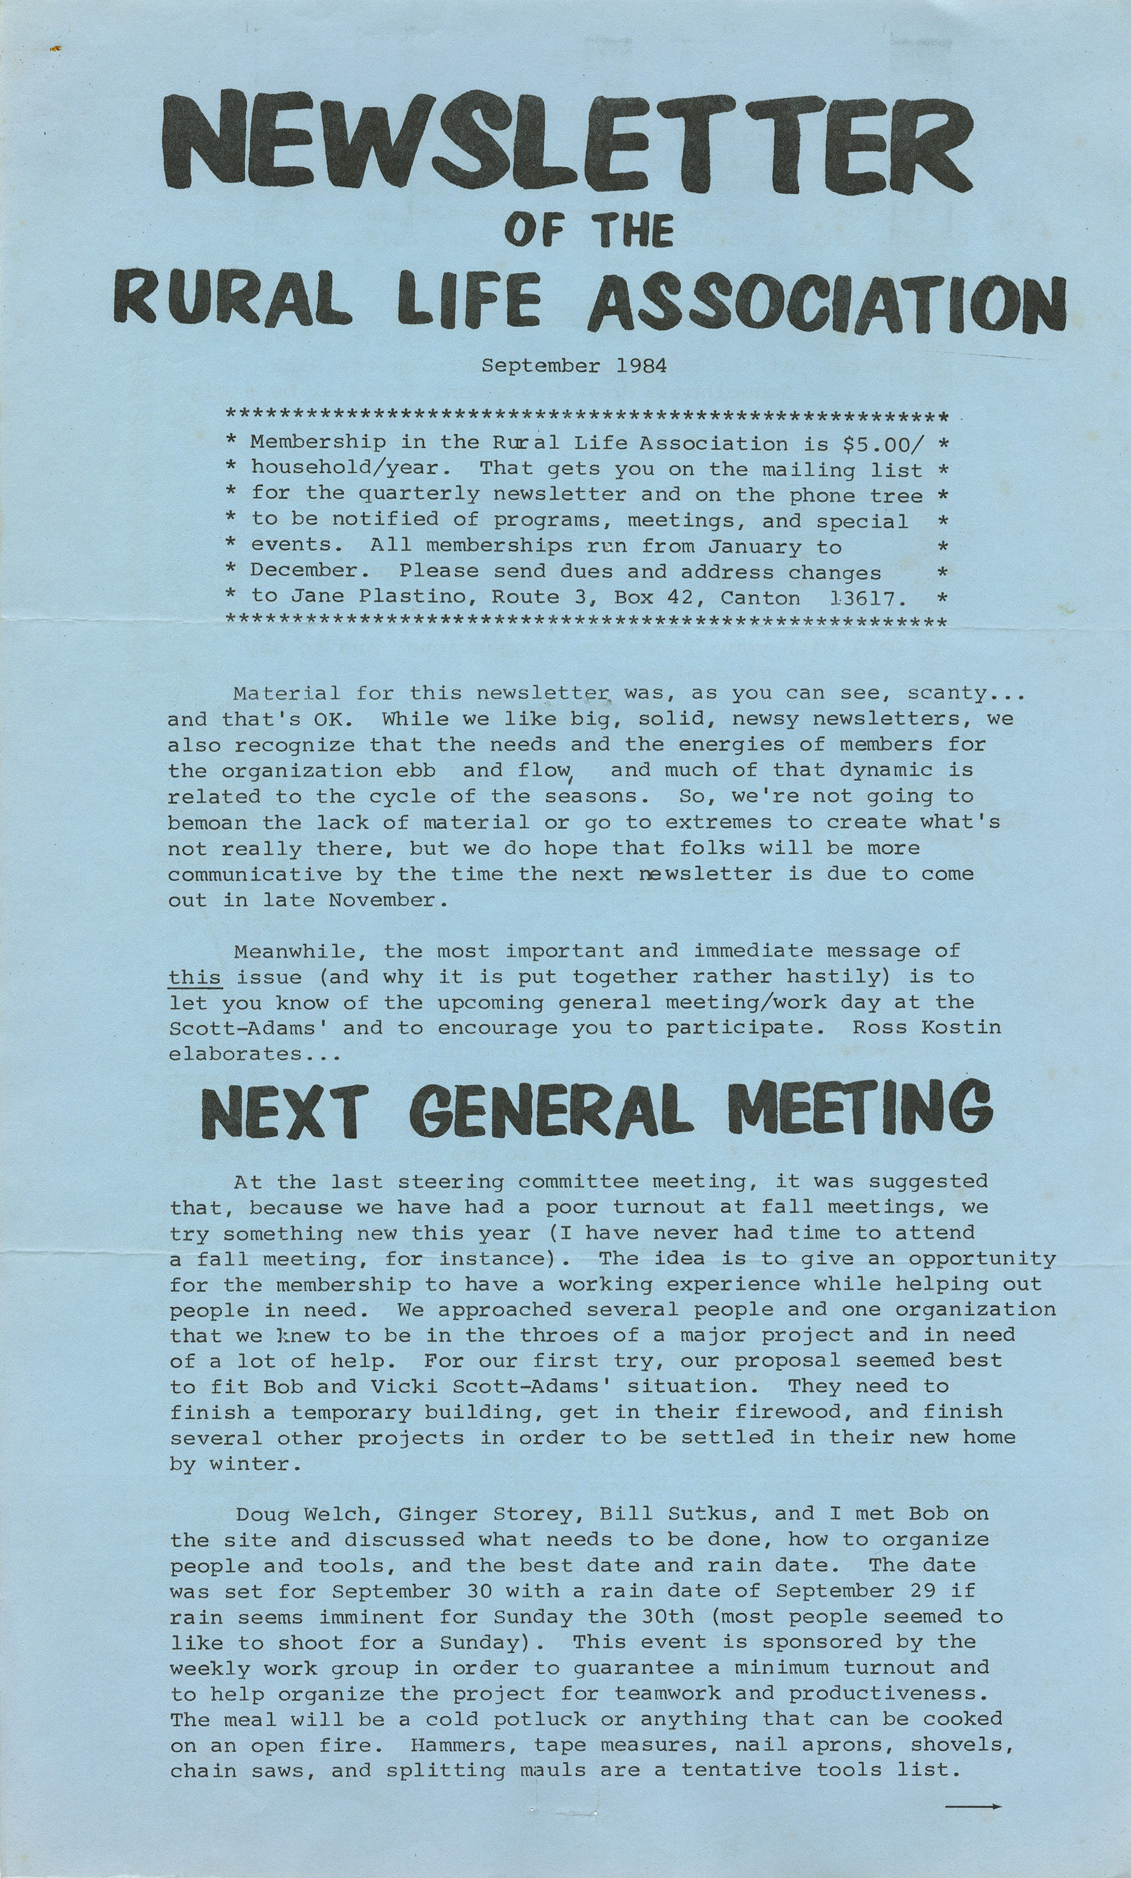 NEWSLETTER
OF THE
RURAL LIFE ASSOCIATION
September 1984
******************************************************
* Membership in the Rural Life Association is $5.00/ *
* household/year.  That gets you on the mailing list *
* for the quarterly newsletter and on the phone tree *
* to be notified of programs, meetings, and special  *
* events.  All memberships run from January to       *
* December.  Please send dues and address changes    *
* to Jane Plastino, Route 3, Box 42, Canton  13617.  *
******************************************************
Material for this newsletter was, as you can see, scanty...
and that's OK.  While we like big, solid, newsy newsletters, we
also recognize that the needs and the energies of members for
the organization ebb  and flow,  and much of that dynamic is
related to the cycle of the seasons.  So, we're not going to
bemoan the lack of material or go to extremes to create what's
not really there, but we do hope that folks will be more
communicative by the time the next newsletter is due to come
out in late November.
Meanwhile, the most important and immediate message of
this issue (and why it is put together rather hastily) is to
let you know of the upcoming general meeting/work day at the
Scott-Adams' and to encourage you to participate.  Ross Kostin
elaborates...
NEXT GENERAL MEETING
At the last steering committee meeting, it was suggested
that, because we have had a poor turnout at fall meetings, we
try something new this year (I have never had time to attend
a fall meeting, for instance).  The idea is to give an opportunity
for the membership to have a working experience while helping out
people in need.  We approached several people and one organization
that we knew to be in the throes of a major project and in need
of a lot of help.  For our first try, our proposal seemed best
to fit Bob and Vicki Scott-Adams' situation.  They need to
finish a temporary building, get in their firewood, and finish
several other projects in order to be settled in their new home
by winter.
Doug Welch, Ginger Storey, Bill Sutkus, and I met Bob on
the site and discussed what needs to be done, how to organize
people and tools, and the best date and rain date.  The date
was set for September 30 with a rain date of September 29 if
rain seems imminent for Sunday the 30th (most people seemed to
like to shoot for a Sunday).  This event is sponsored by the
weekly work group in order to guarantee a minimum turnout and
to help organize the project for teamwork and productiveness.
The meal will be a cold potluck or anything that can be cooked
on an open fire.  Hammers, tape measures, nail aprons, shovels,
chain saws, and splitting mauls are a tentative tools list.